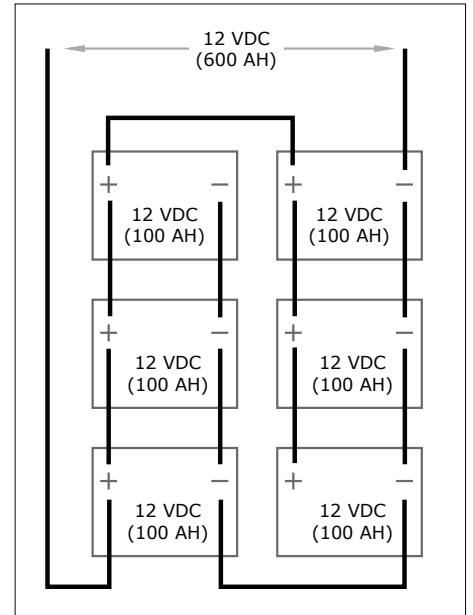 12 VDC
(600 AH)
+ −
12 VDC
(100 AH)
+ −
12 VDC
(100 AH)
+ −
12 VDC
(100 AH)
+ −
12 VDC
(100 AH)
+ −
12 VDC
(100 AH)
+ −
12 VDC
(100 AH)